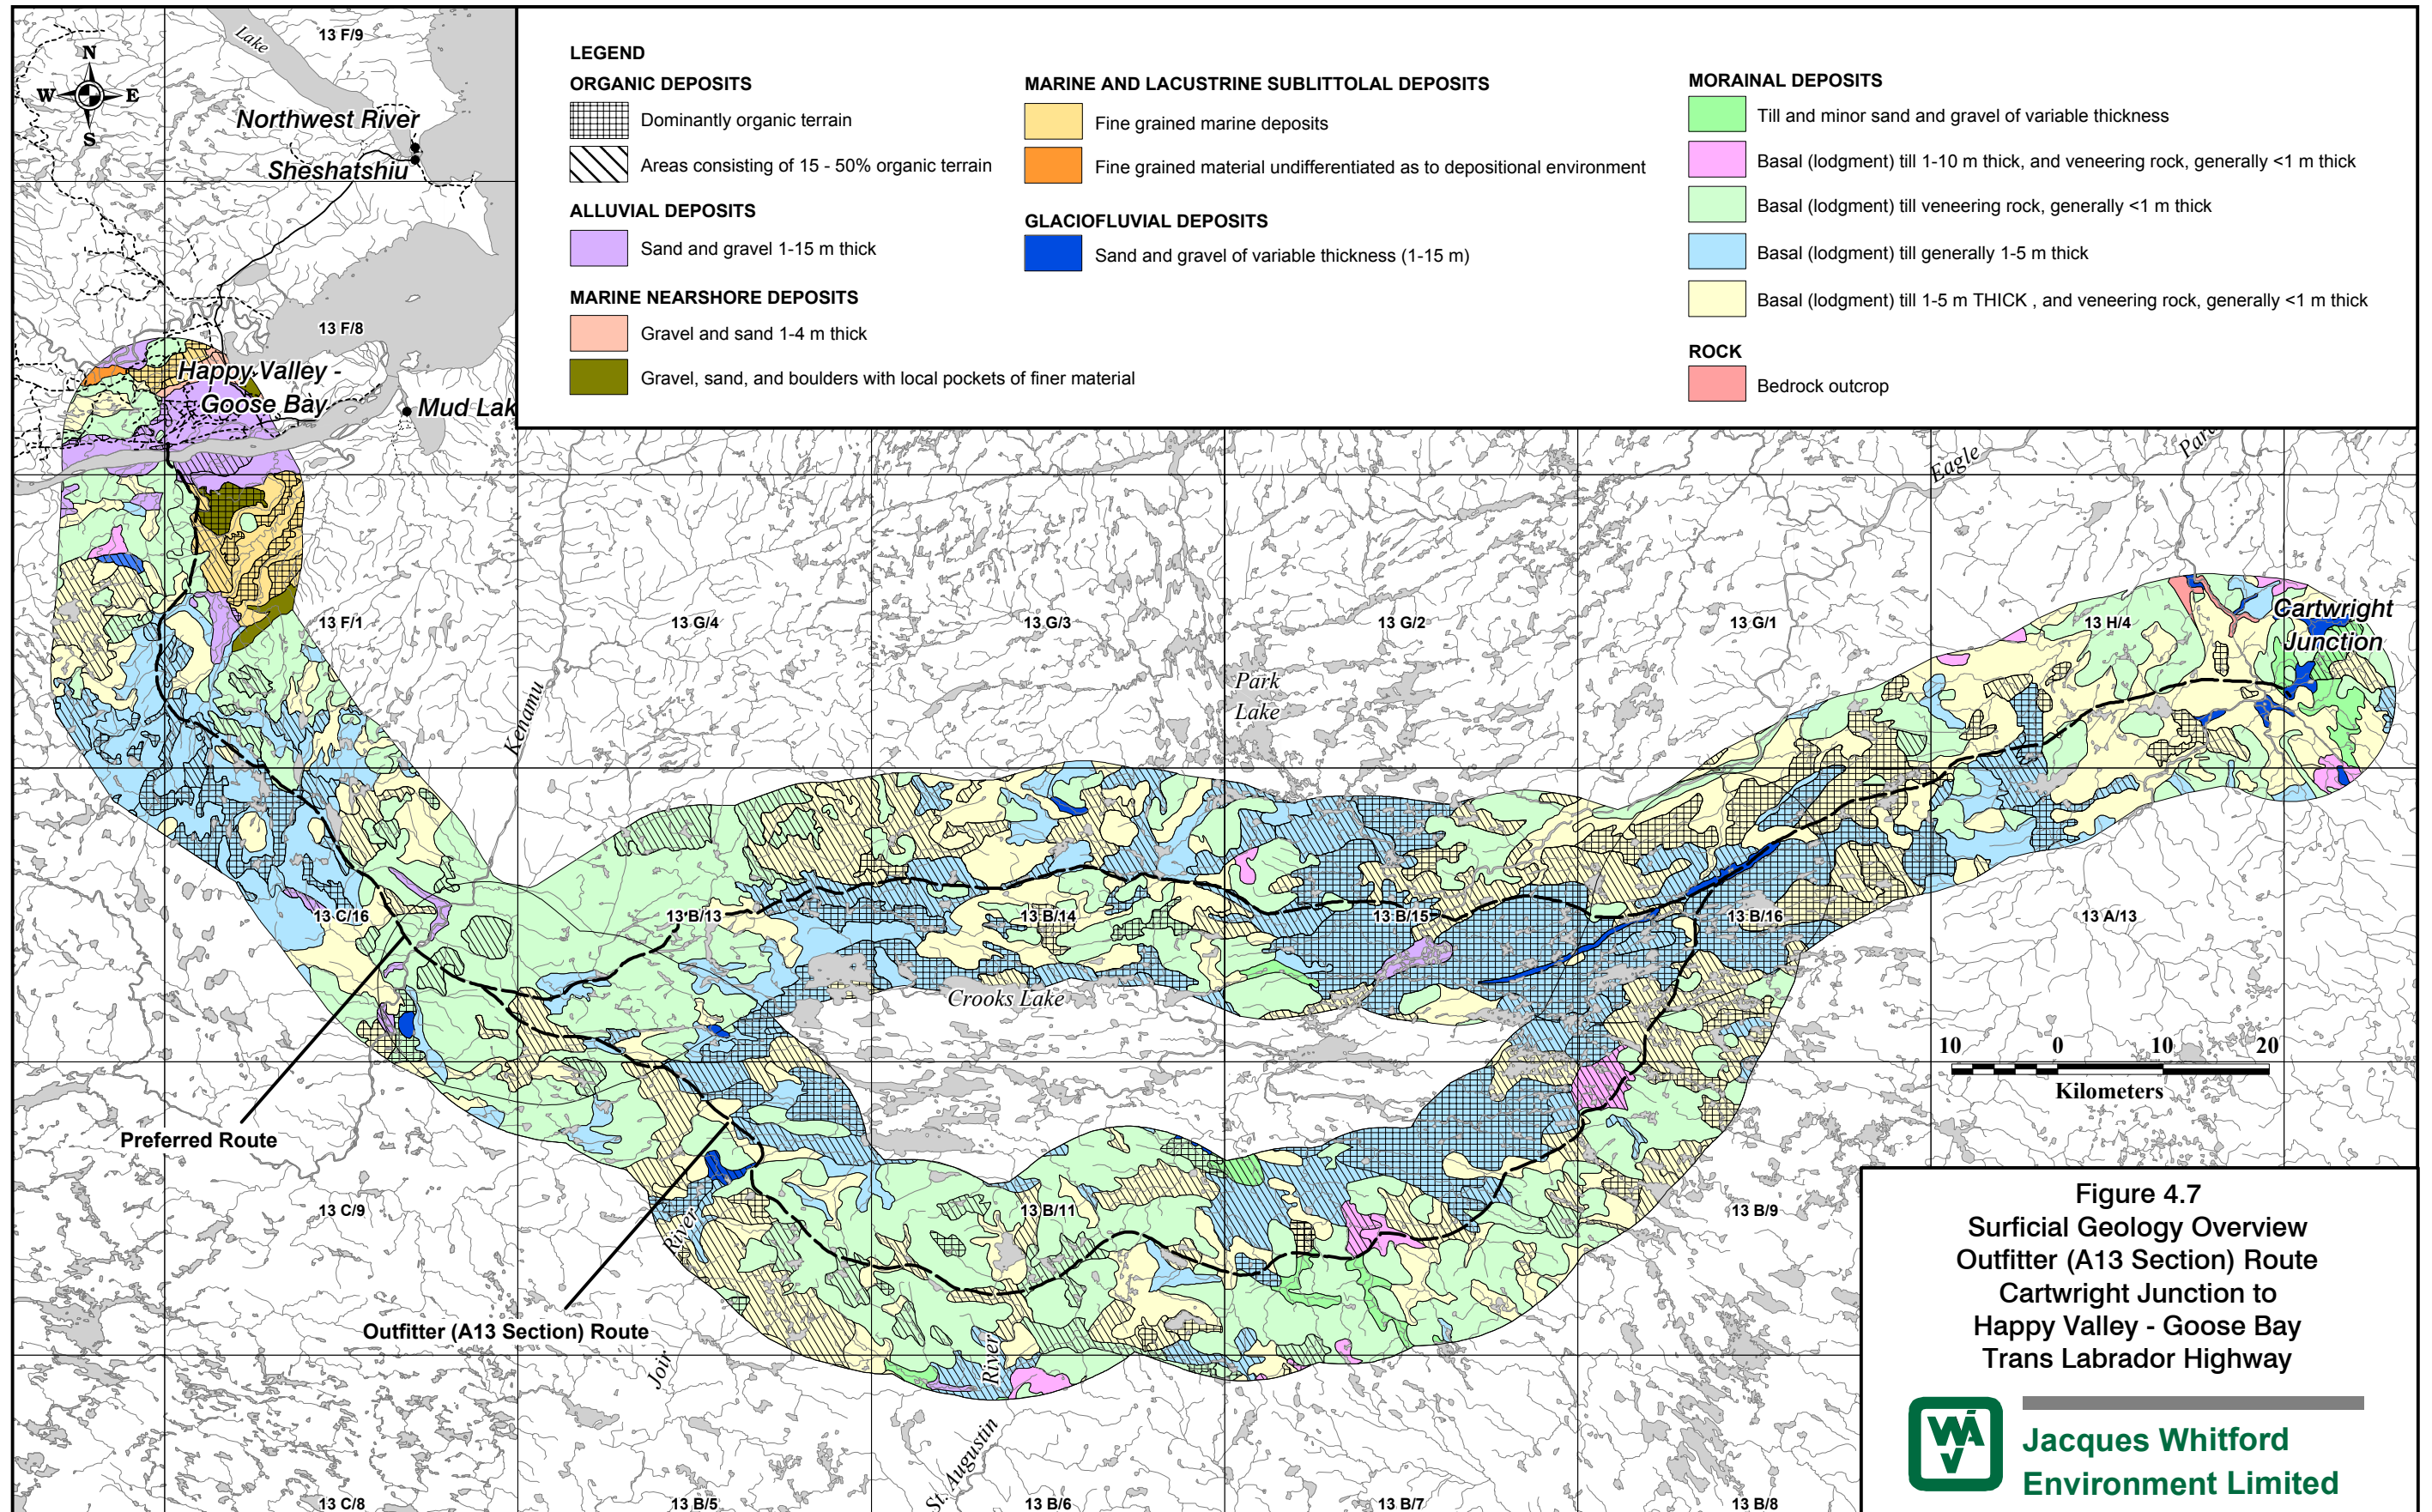 LEGEND
ORGANIC DEPOSITS
Dominantly organic terrain
Areas consisting of 15 - 50% organic terrain
ALLUVIAL DEPOSITS
Sand and gravel 1-15 m thick
MARINE NEARSHORE DEPOSITS
Gravel and sand 1-4 m thick
Gravel, sand, and boulders with local pockets of finer material
MARINE AND LACUSTRINE SUBLITTOLAL DEPOSITS
Fine grained marine deposits
Fine grained material undifferentiated as to depositional environment
GLACIOFLUVIAL DEPOSITS
Sand and gravel of variable thickness (1-15 m)
MORAINAL DEPOSITS
Till and minor sand and gravel of variable thickness
Basal (lodgment) till 1-10 m thick, and veneering rock, generally <1 m thick
Basal (lodgment) till veneering rock, generally <1 m thick
Basal (lodgment) till generally 1-5 m thick
Basal (lodgment) till 1-5 m THICK , and veneering rock, generally <1 m thick
ROCK
Bedrock outcrop
N
W E
S
Lake
13 F/9
Northwest River
Sheshatshiu
13 F/8
Happy Valley -
Goose Bay
Mud Lak
Eagle
Para
13 F/1
13 G/4
13 G/3
13 G/2
13 G/1
13 H/4
Cartwright
Junction
Kenamu
Park
Lake
13 C/16
13 B/13
13 B/14
13 B/15
13 B/16
13 A/13
Crooks Lake
10 0 10 20
Kilometers
Preferred Route
13 C/9
River
13 B/11
13 B/9
Outfitter (A13 Section) Route
Joir
River
St. Augustin
13 C/8
13 B/5
13 B/6
13 B/7
13 B/8
Figure 4.7
Surficial Geology Overview
Outfitter (A13 Section) Route
Cartwright Junction to
Happy Valley - Goose Bay
Trans Labrador Highway
Jacques Whitford
Environment Limited